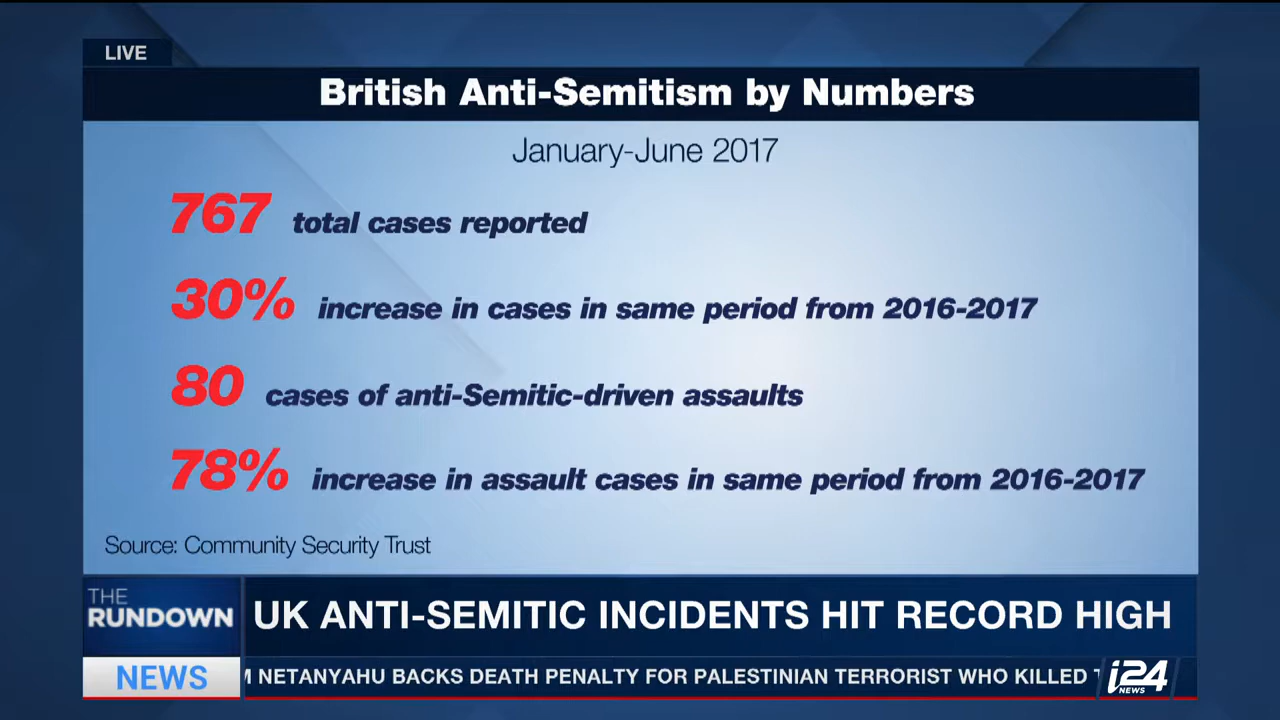 LIVE
British Anti-Semitism by Numbers
January-June 2017
767 total cases reported
30% increase in cases in same period from 2016-2017
80 cases of anti-Semitic-driven assaults
78% increase in assault cases in same period from 2016-2017
Source: Community Security Trust
THE
RUNDOWN
UK ANTI-SEMITIC INCIDENTS HIT RECORD HIGH
NEWS
NETANYAHU BACKS DEATH PENALTY FOR PALESTINIAN TERRORIST WHO KILLED
i24
NEWS